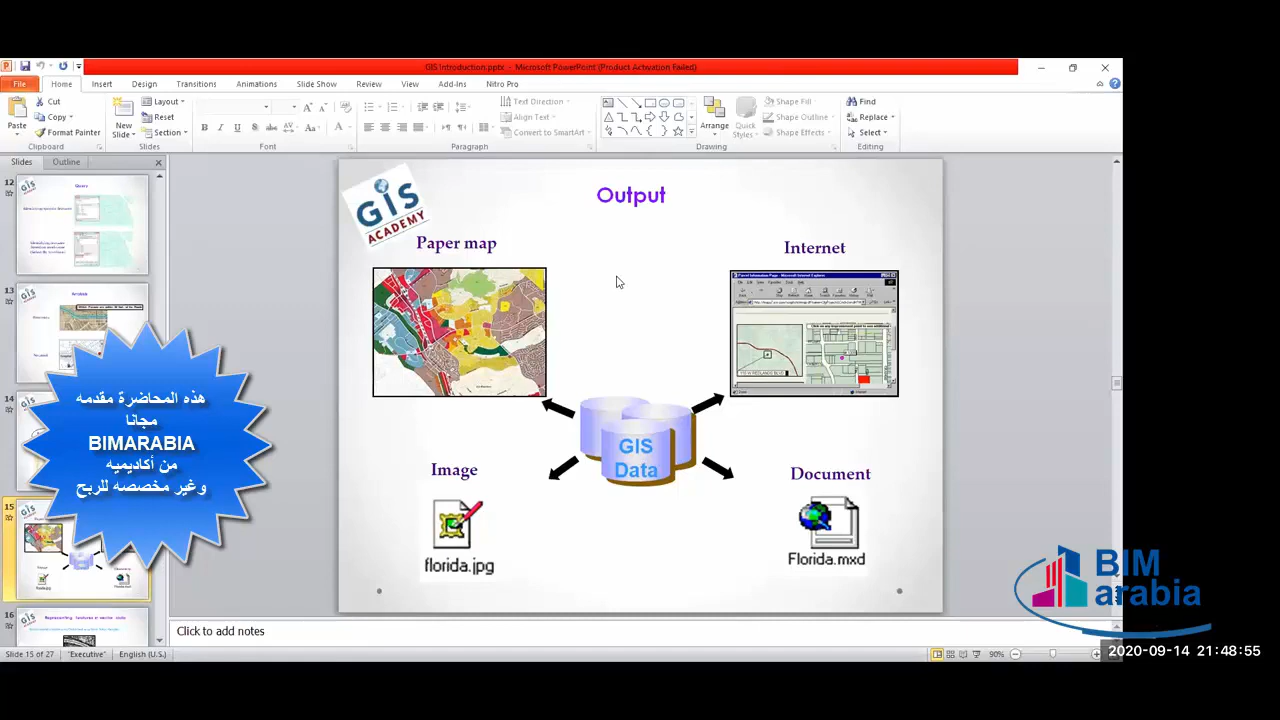 GIS Introduction.pptx - Microsoft PowerPoint (Product Activation Failed)
File Home Insert Design Transitions Animations Slide Show Review View Add-Ins Nitro Pro
Cut
Copy
Format Painter
Paste
Clipboard
New Slide
Layout
Reset
Section
Slides
Font
Text Direction
Align Text
Convert to SmartArt
Paragraph
Arrange
Quick Styles
Shape Fill
Shape Outline
Shape Effects
Drawing
Find
Replace
Select
Editing
Slides Outline
12
13
14
15
16
GIS
ACADEMY
Output
Paper map
Internet
GIS
Data
Image
Document
florida.jpg
Florida.mxd
هذه المحاضرة مقدمه
مجانا
BIMARABIA
من أكاديميه
وغير مخصصه للربح
BIM
arabia
Click to add notes
Slide 15 of 27 "Executive" English (U.S.) 90%
2020-09-14 21:48:55